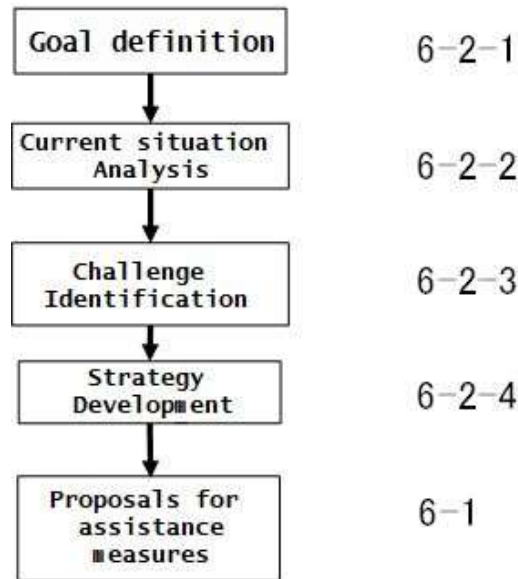 Goal definition 6-2-1
Current situation
Analysis 6-2-2
Challenge
Identification 6-2-3
Strategy
Development 6-2-4
Proposals for
assistance
measures 6-1